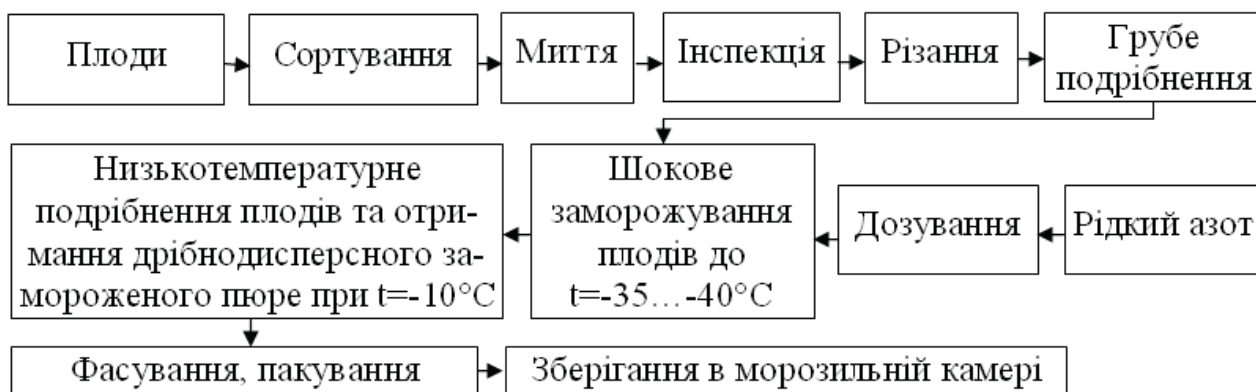 Плоди
Сортування
Миття
Інспекція
Різання
Грубе
подрібнення
Низькотемпературне
подрібнення плодів та отри-
мання дрібнодисперсного за-
мороженого пюре при t=-10°C
Шокове
заморожування
плодів до
t=-35...-40°C
Дозування
Рідкий азот
Фасування, пакування
Зберігання в морозильній камері